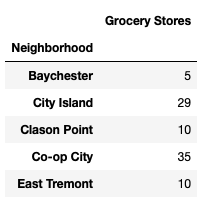 Grocery Stores
Neighborhood
Baychester 5
City Island 29
Clason Point 10
Co-op City 35
East Tremont 10